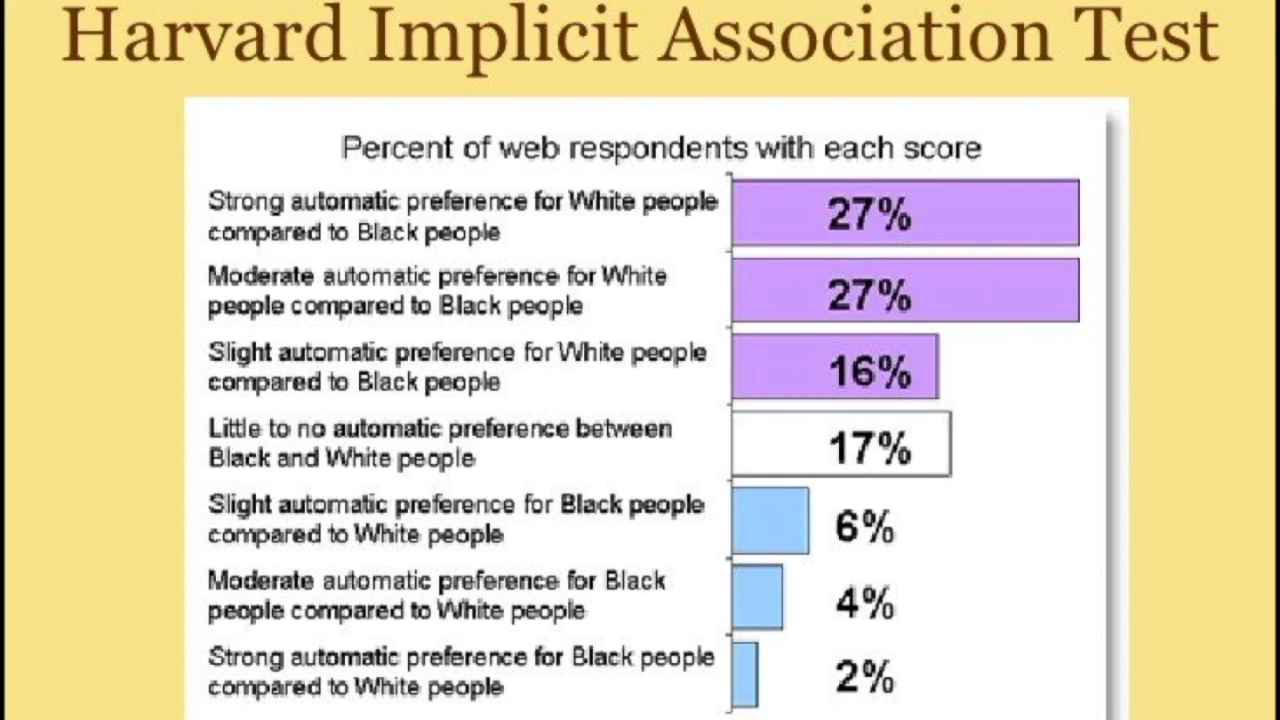 Harvard Implicit Association Test
Percent of web respondents with each score
Strong automatic preference for White people
compared to Black people
27%
Moderate automatic preference for White
people compared to Black people
27%
Slight automatic preference for White people
compared to Black people
16%
Little to no automatic preference between
Black and White people
17%
Slight automatic preference for Black people
compared to White people
6%
Moderate automatic preference for Black
people compared to White people
4%
Strong automatic preference for Black people
compared to White people
2%